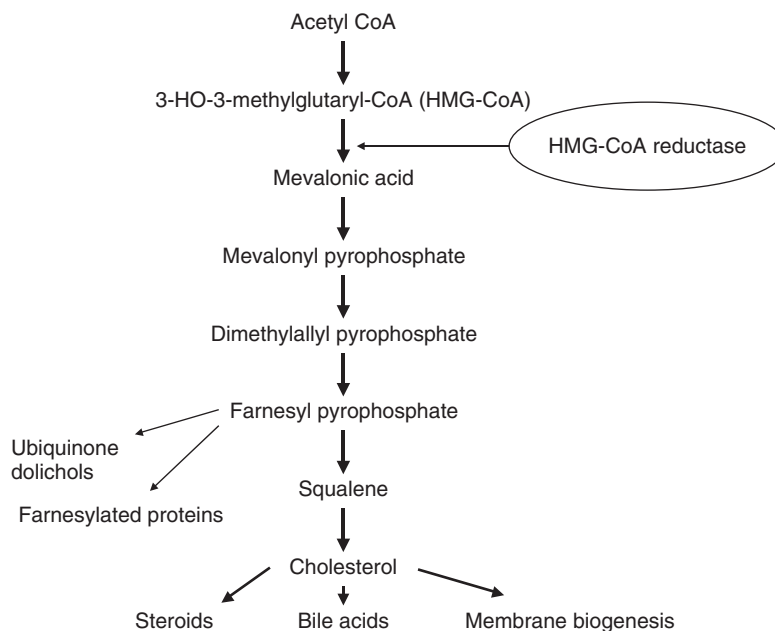 Acetyl CoA
3-HO-3-methylglutaryl-CoA (HMG-CoA)
HMG-CoA reductase
Mevalonic acid
Mevalonyl pyrophosphate
Dimethylallyl pyrophosphate
Farnesyl pyrophosphate
Ubiquinone
dolichols
Squalene
Farnesylated proteins
Cholesterol
Steroids
Bile acids
Membrane biogenesis